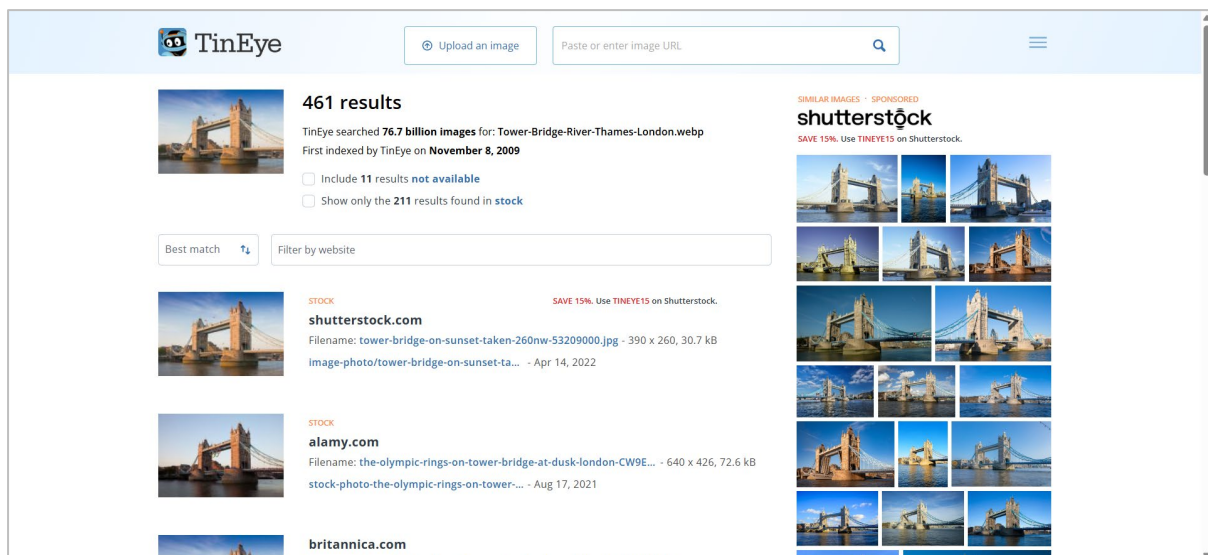 TinEye
Upload an image
Paste or enter image URL
461 results
TinEye searched 76.7 billion images for: Tower-Bridge-River-Thames-London.webp
First indexed by TinEye on November 8, 2009
Include 11 results not available
Show only the 211 results found in stock
Best match
Filter by website
STOCK
SAVE 15%. Use TINEYE15 on Shutterstock.
shutterstock.com
Filename: tower-bridge-on-sunset-taken-260nw-53209000.jpg - 390 x 260, 30.7 kB
image-photo/tower-bridge-on-sunset-ta... - Apr 14, 2022
STOCK
alamy.com
Filename: the-olympic-rings-on-tower-bridge-at-dusk-london-CW9E... - 640 x 426, 72.6 kB
stock-photo-the-olympic-rings-on-tower-... - Aug 17, 2021
britannica.com
SIMILAR IMAGES · SPONSORED
shutterstock
SAVE 15%. Use TINEYE15 on Shutterstock.